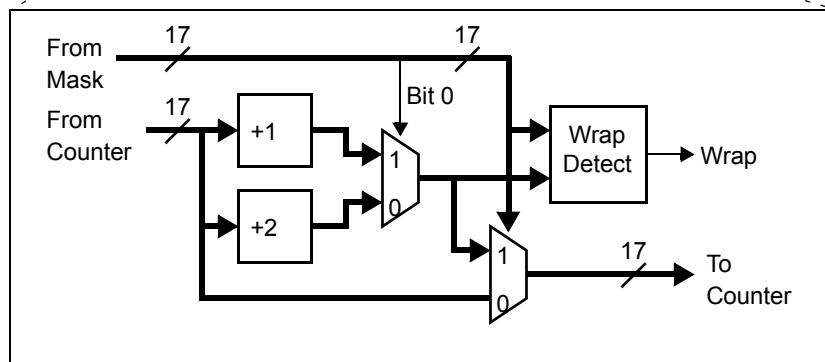 17
17
From
Mask
Bit 0
17
From
Counter
+1
1
0
+2
Wrap
Detect
Wrap
1
0
17
To
Counter